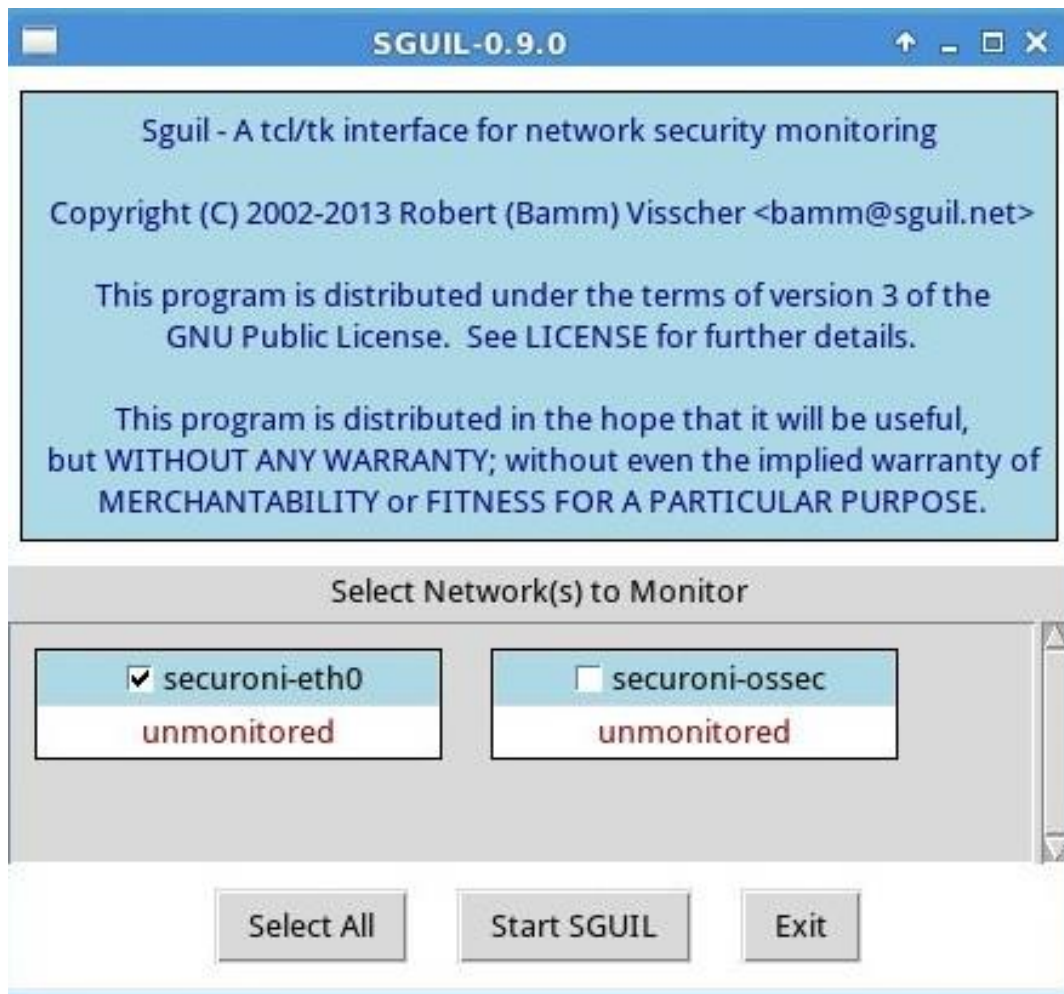 SGUIL-0.9.0
Sguil - A tcl/tk interface for network security monitoring
Copyright (C) 2002-2013 Robert (Bamm) Visscher <bamm@sguil.net>
This program is distributed under the terms of version 3 of the
GNU Public License.  See LICENSE for further details.
This program is distributed in the hope that it will be useful,
but WITHOUT ANY WARRANTY; without even the implied warranty of
MERCHANTABILITY or FITNESS FOR A PARTICULAR PURPOSE.
Select Network(s) to Monitor
securoni-eth0
unmonitored
securoni-ossec
unmonitored
Select All
Start SGUIL
Exit